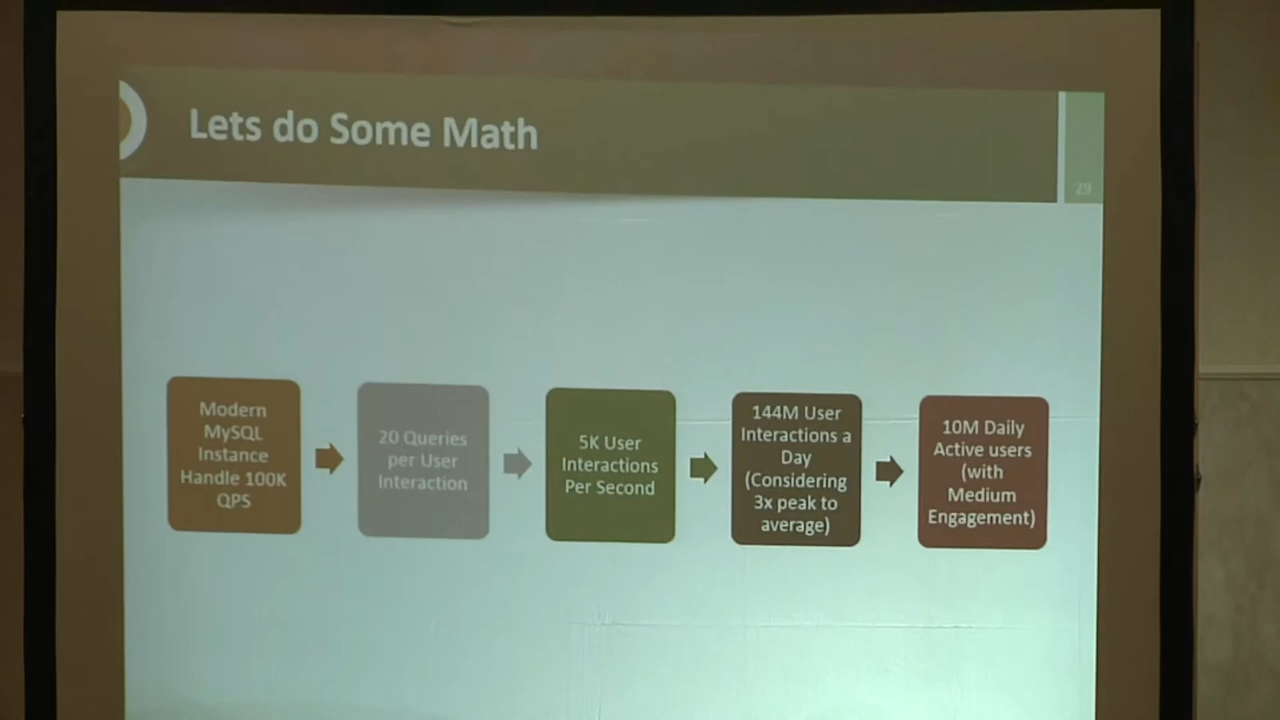 Lets do Some Math
29
Modern
MySQL
Instance
Handle 100K
QPS
20 Queries
per User
Interaction
5K User
Interactions
Per Second
144M User
Interactions a
Day
(Considering
3x peak to
average)
10M Daily
Active users
(with
Medium
Engagement)